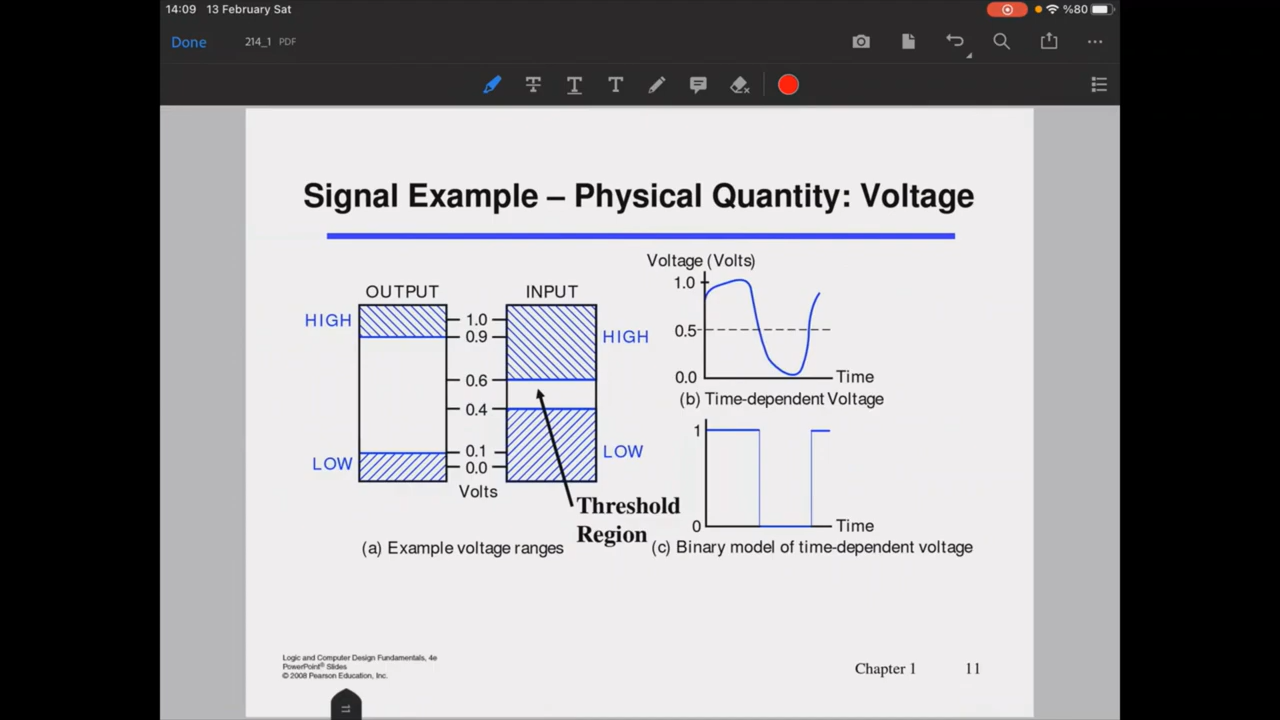 14:09 13 February Sat
%80
Done
214_1 PDF
Signal Example – Physical Quantity: Voltage
OUTPUT
INPUT
HIGH
LOW
1.0
0.9
0.6
0.4
0.1
0.0
Volts
HIGH
LOW
Threshold
Region
(a) Example voltage ranges
Voltage (Volts)
1.0
0.5
0.0
Time
(b) Time-dependent Voltage
1
0
Time
(c) Binary model of time-dependent voltage
Logic and Computer Design Fundamentals, 4e
PowerPoint® Slides
© 2008 Pearson Education, Inc.
Chapter 1 11
11